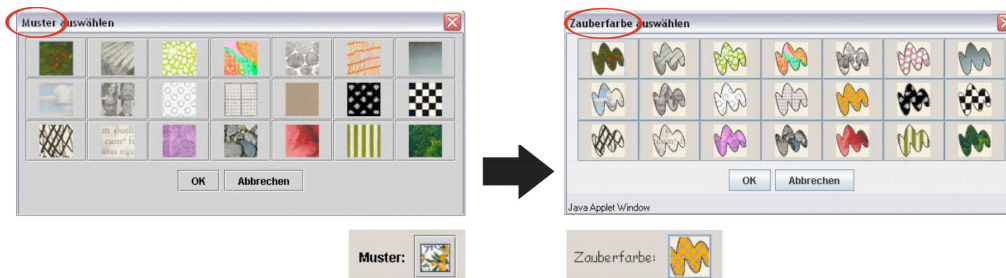 Muster auswählen
OK Abbrechen
Muster:
Zauberfarbe auswählen
OK Abbrechen
Java Applet Window
Zauberfarbe: